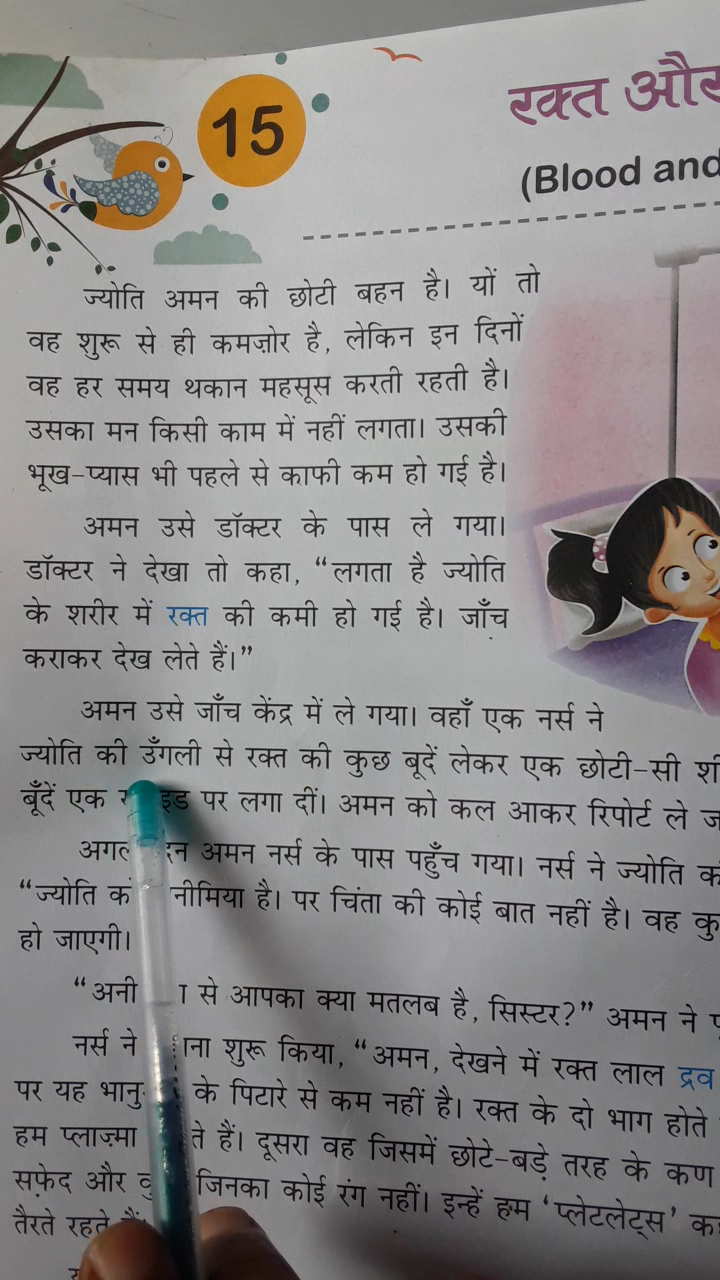 15
रक्त और
(Blood and
ज्योति अमन की छोटी बहन है। यों तो
वह शुरू से ही कमज़ोर है, लेकिन इन दिनों
वह हर समय थकान महसूस करती रहती है।
उसका मन किसी काम में नहीं लगता। उसकी
भूख-प्यास भी पहले से काफी कम हो गई है।
अमन उसे डॉक्टर के पास ले गया।
डॉक्टर ने देखा तो कहा, “लगता है ज्योति
के शरीर में रक्त की कमी हो गई है। जाँच
कराकर देख लेते हैं।”
अमन उसे जाँच केंद्र में ले गया। वहाँ एक नर्स ने
ज्योति की उँगली से रक्त की कुछ बूदें लेकर एक छोटी-सी
बूँदें एक पर लगा दीं। अमन को कल आकर रिपोर्ट ले
अमन नर्स के पास पहुँच गया। नर्स ने ज्योति
“ज्योति है। पर चिंता की कोई बात नहीं है। वह
हो जाएगी।
से आपका क्या मतलब है, सिस्टर?” अमन ने
नर्स ने शुरू किया, “अमन, देखने में रक्त लाल द्रव
पर यह के पिटारे से कम नहीं है। रक्त के दो भाग होते
हम प्लाज़्मा हैं। दूसरा वह जिसमें छोटे-बड़े तरह के कण
सफ़ेद और जिनका कोई रंग नहीं। इन्हें हम ‘प्लेटलेट्स’
तैरते रहते